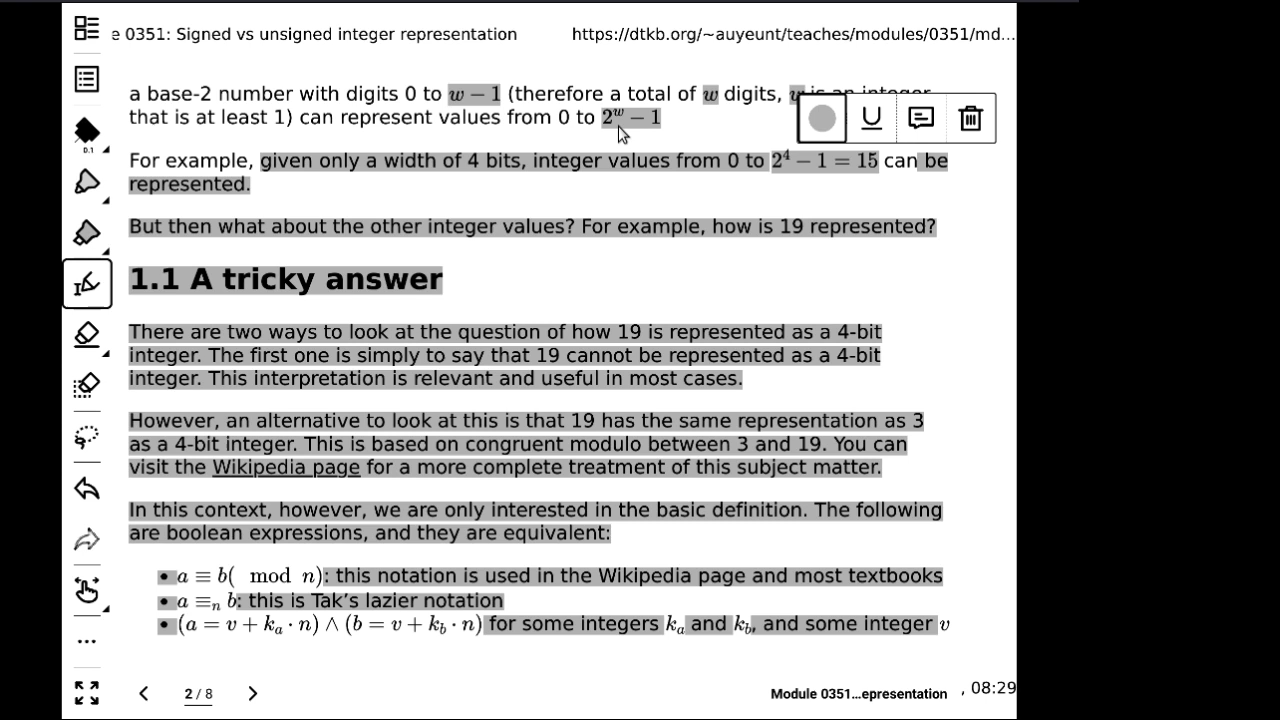 e 0351: Signed vs unsigned integer representation
https://dtkb.org/~auyeunt/teaches/modules/0351/md...
a base-2 number with digits 0 to w − 1 (therefore a total of w digits, w is an integer
that is at least 1) can represent values from 0 to 2^w − 1
For example, given only a width of 4 bits, integer values from 0 to 2^4 − 1 = 15 can be
represented.
But then what about the other integer values? For example, how is 19 represented?
1.1 A tricky answer
There are two ways to look at the question of how 19 is represented as a 4-bit
integer. The first one is simply to say that 19 cannot be represented as a 4-bit
integer. This interpretation is relevant and useful in most cases.
However, an alternative to look at this is that 19 has the same representation as 3
as a 4-bit integer. This is based on congruent modulo between 3 and 19. You can
visit the Wikipedia page for a more complete treatment of this subject matter.
In this context, however, we are only interested in the basic definition. The following
are boolean expressions, and they are equivalent:
• a ≡ b( mod n): this notation is used in the Wikipedia page and most textbooks
• a ≡ₙ b: this is Tak’s lazier notation
• (a = v + k_a · n) ∧ (b = v + k_b · n) for some integers k_a and k_b, and some integer v
0.1
2 / 8
Module 0351...epresentation
, 08:29